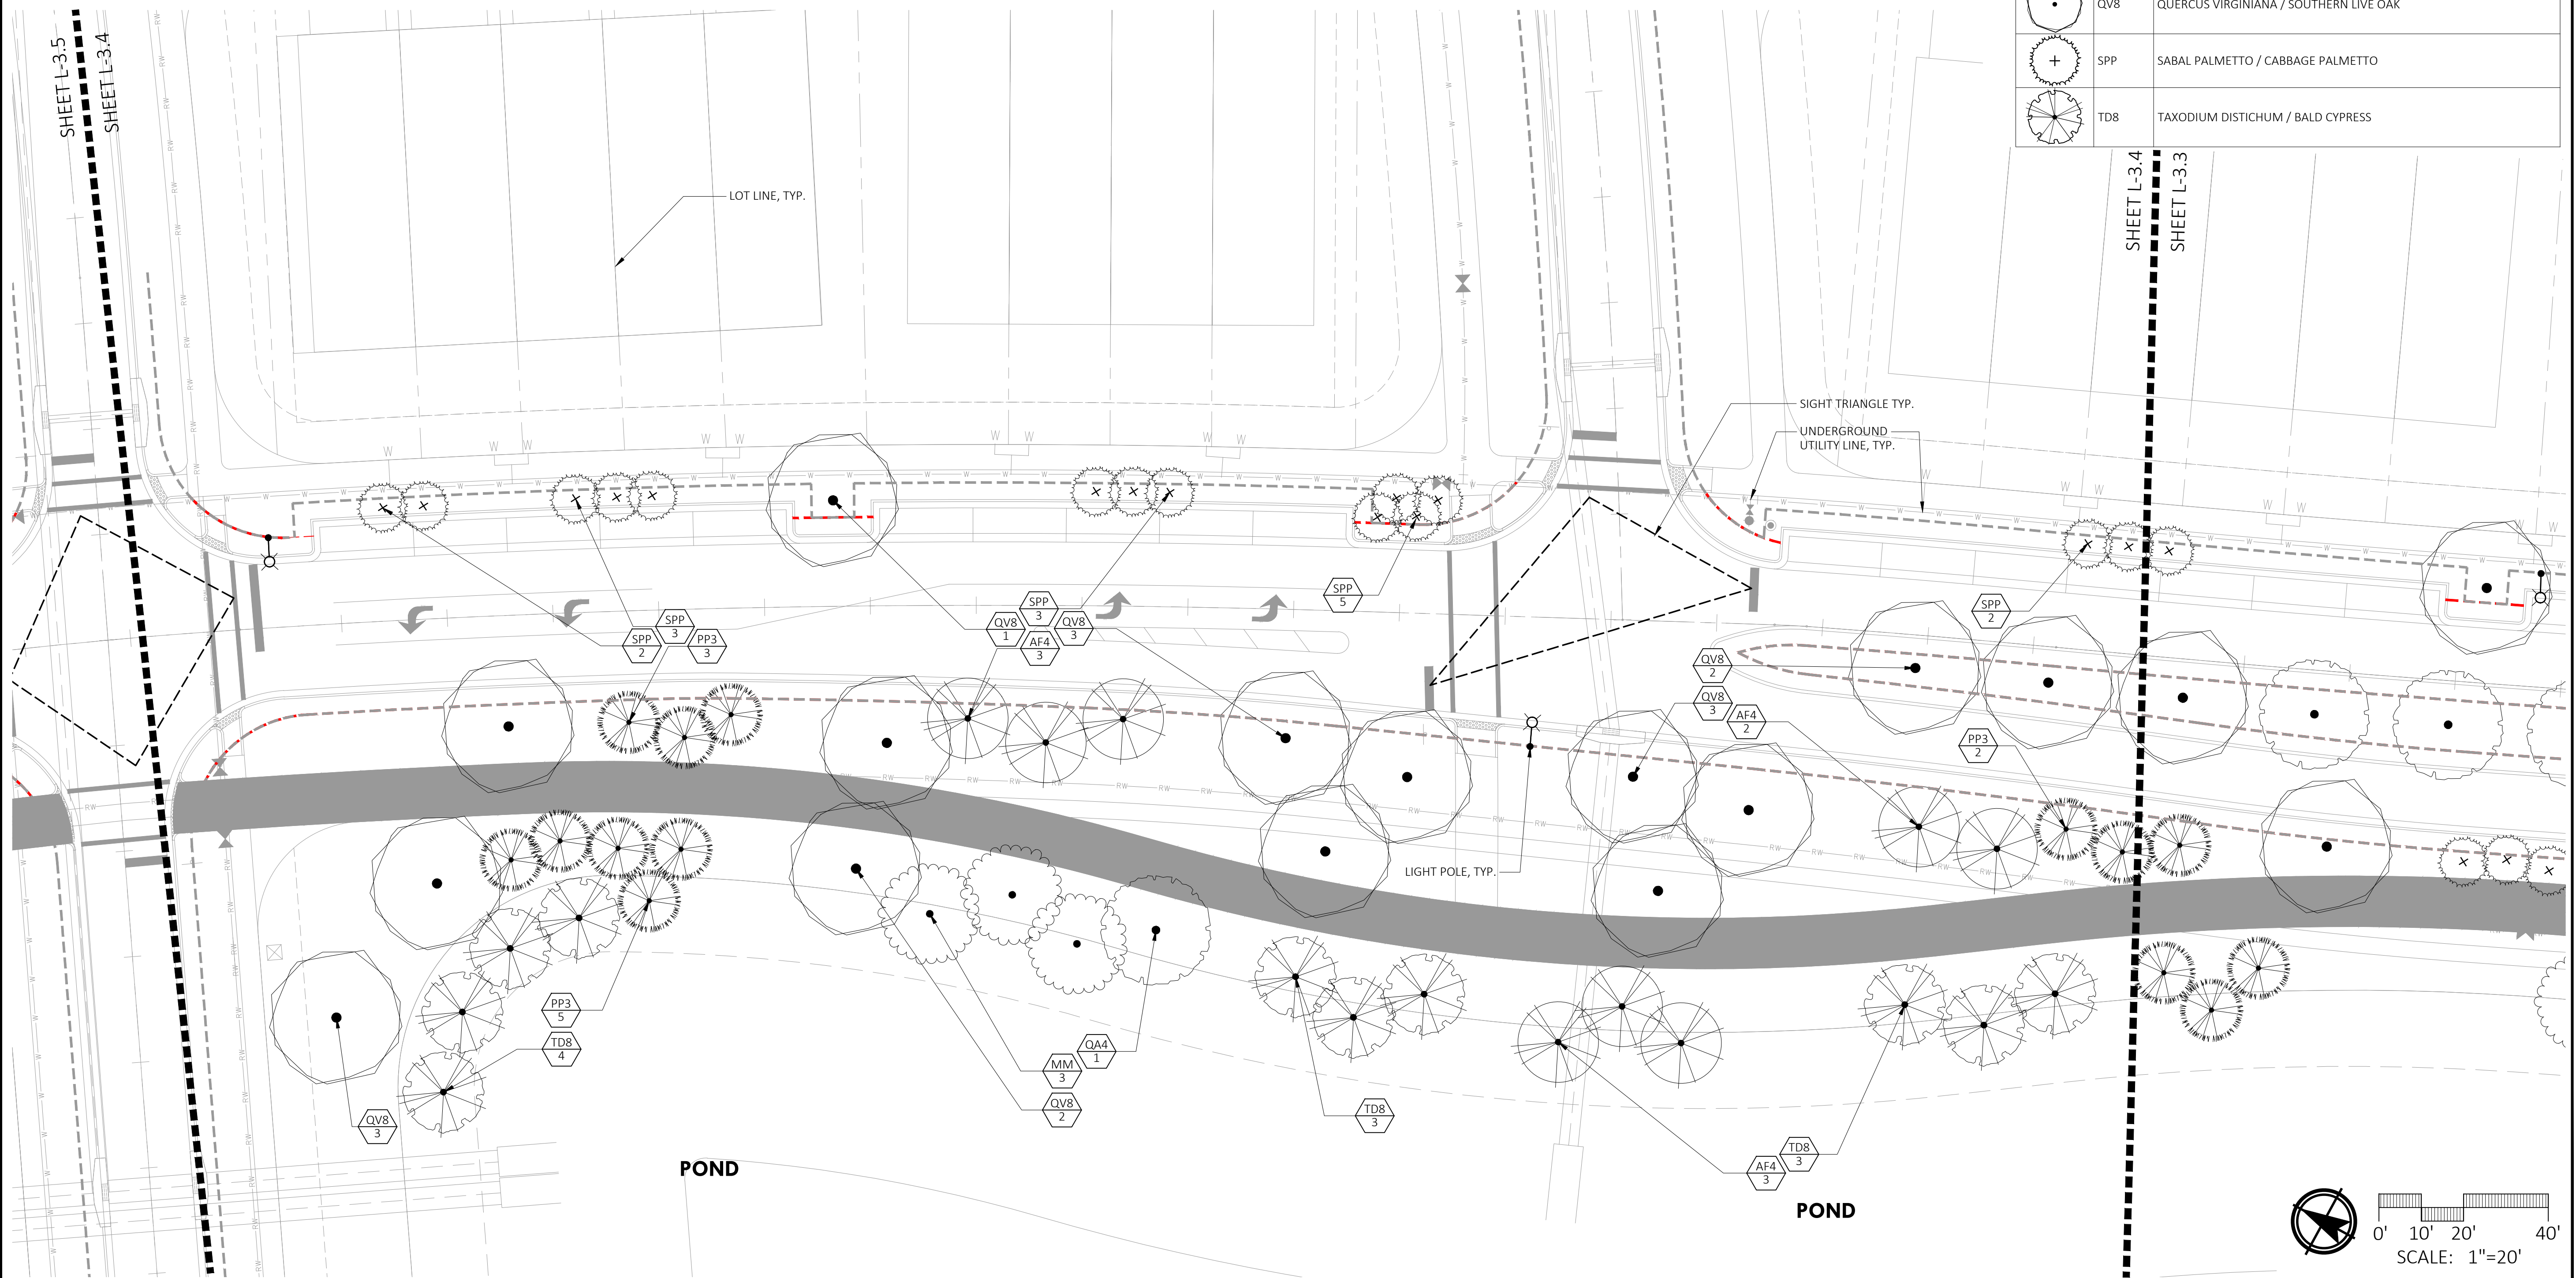 QV8 QUERCUS VIRGINIANA / SOUTHERN LIVE OAK
SPP SABAL PALMETTO / CABBAGE PALMETTO
TD8 TAXODIUM DISTICHUM / BALD CYPRESS
SHEET L-3.5
SHEET L-3.4
SHEET L-3.4
SHEET L-3.3
LOT LINE, TYP.
SIGHT TRIANGLE TYP.
UNDERGROUND
UTILITY LINE, TYP.
SPP
5
SPP
3
SPP
2
PP3
3
SPP
3
QV8
1
QV8
3
AF4
3
SPP
2
QV8
2
QV8
3
AF4
2
PP3
2
LIGHT POLE, TYP.
PP3
5
TD8
4
QA4
1
MM
3
QV8
2
QV8
3
TD8
3
TD8
3
AF4
3
POND
POND
0' 10' 20' 40'
SCALE: 1"=20'